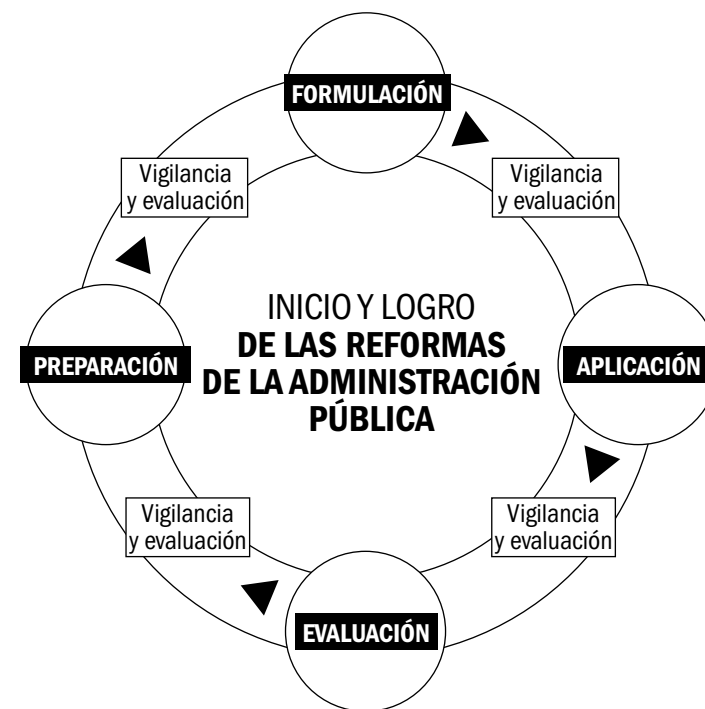 FORMULACIÓN
Vigilancia
y evaluación
Vigilancia
y evaluación
INICIO Y LOGRO
DE LAS REFORMAS
DE LA ADMINISTRACIÓN
PÚBLICA
PREPARACIÓN
APLICACIÓN
Vigilancia
y evaluación
Vigilancia
y evaluación
EVALUACIÓN